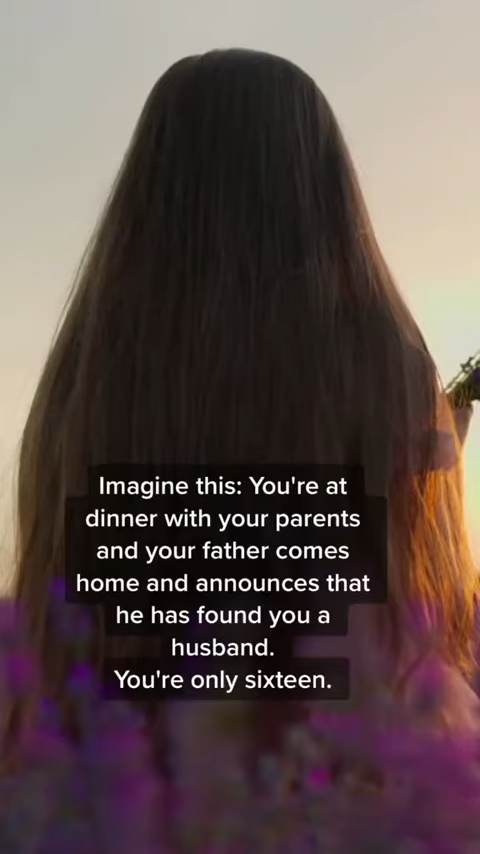 Imagine this: You're at
dinner with your parents
and your father comes
home and announces that
he has found you a
husband.
You're only sixteen.